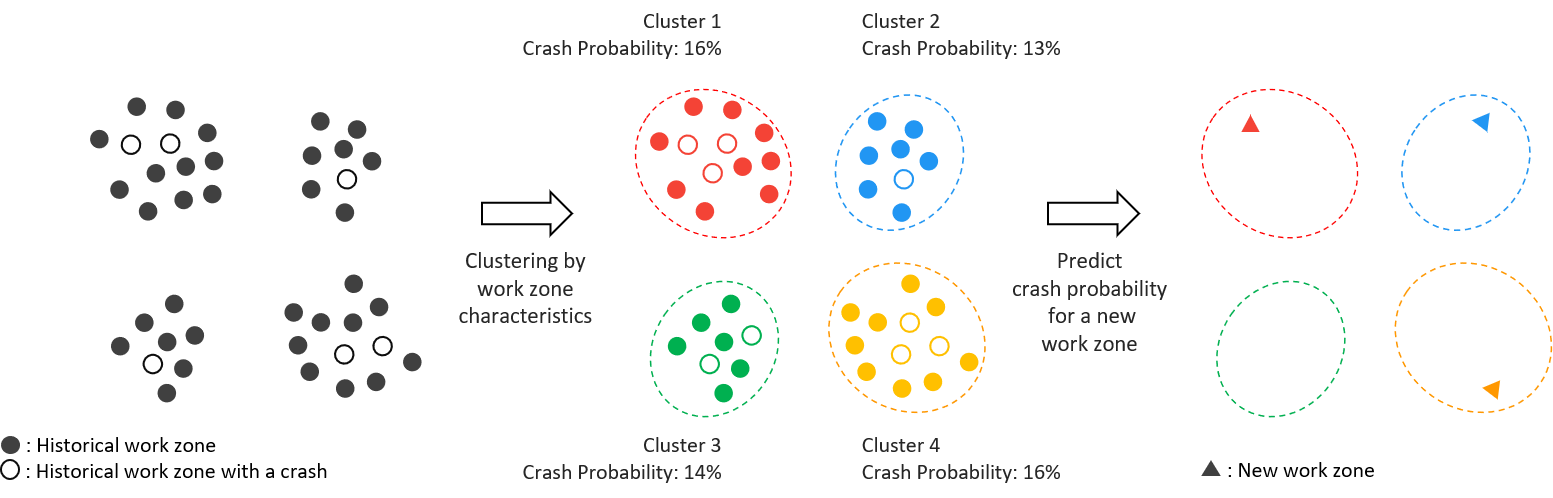 Cluster 1
Crash Probability: 16%
Cluster 2
Crash Probability: 13%
Clustering by
work zone
characteristics
Predict
crash probability
for a new
work zone
Cluster 3
Crash Probability: 14%
Cluster 4
Crash Probability: 16%
: Historical work zone
: Historical work zone with a crash
: New work zone